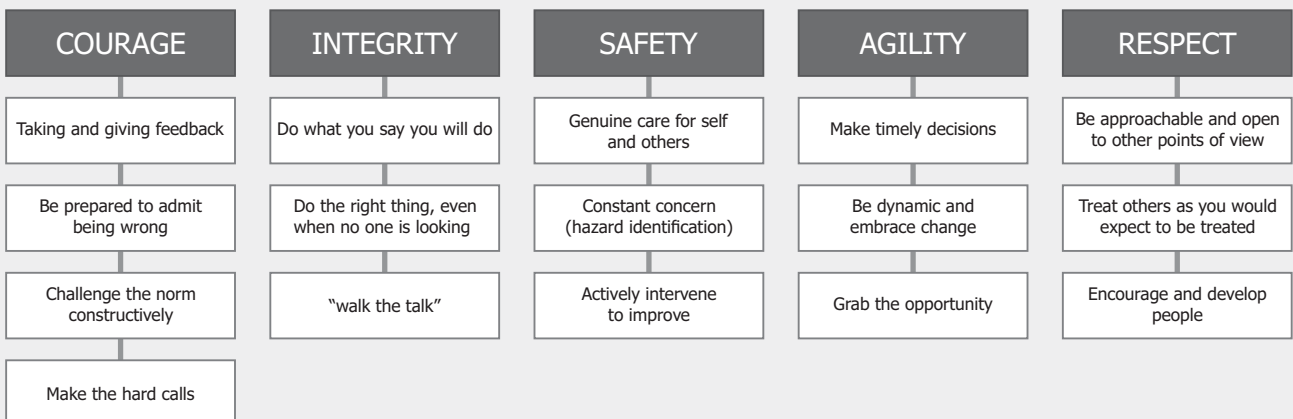 COURAGE
Taking and giving feedback
Be prepared to admit
being wrong
Challenge the norm
constructively
Make the hard calls
INTEGRITY
Do what you say you will do
Do the right thing, even
when no one is looking
“walk the talk”
SAFETY
Genuine care for self
and others
Constant concern
(hazard identification)
Actively intervene
to improve
AGILITY
Make timely decisions
Be dynamic and
embrace change
Grab the opportunity
RESPECT
Be approachable and open
to other points of view
Treat others as you would
expect to be treated
Encourage and develop
people